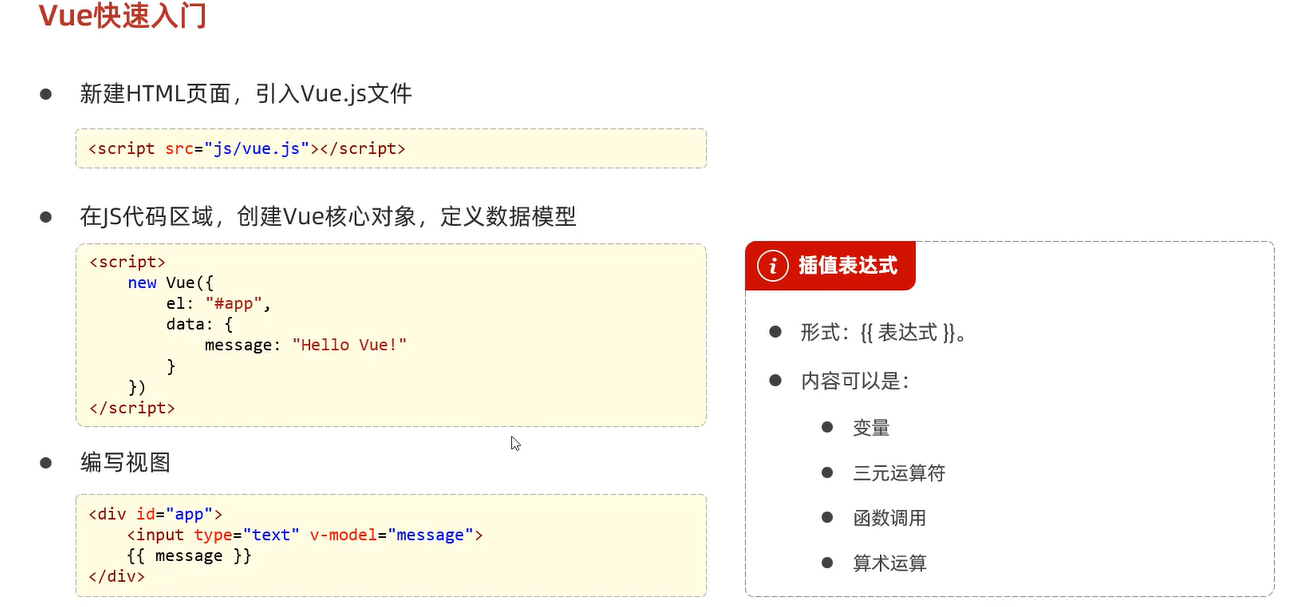 Vue快速入门
新建HTML页面，引入Vue.js文件
<script src="js/vue.js"></script>
在JS代码区域，创建Vue核心对象，定义数据模型
<script>
    new Vue({
        el: "#app",
        data: {
            message: "Hello Vue!"
        }
    })
</script>
编写视图
<div id="app">
    <input type="text" v-model="message">
    {{ message }}
</div>
插值表达式
形式：{{ 表达式 }}。
内容可以是：
变量
三元运算符
函数调用
算术运算